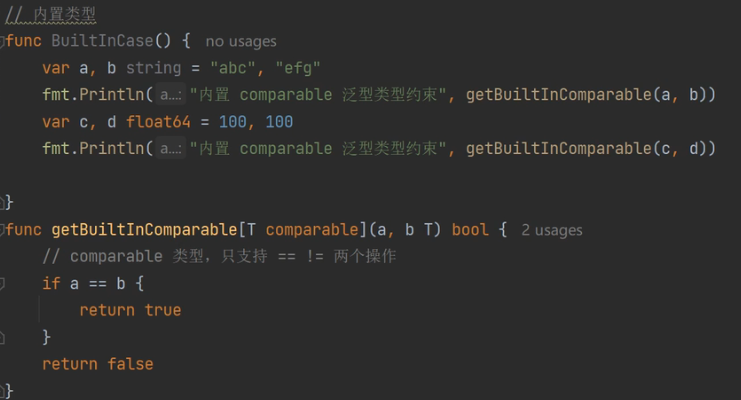 // 内置类型
func BuiltInCase() { no usages
var a, b string = "abc", "efg"
fmt.Println( a...: "内置 comparable 泛型类型约束", getBuiltInComparable(a, b))
var c, d float64 = 100, 100
fmt.Println( a...: "内置 comparable 泛型类型约束", getBuiltInComparable(c, d))
}
func getBuiltInComparable[T comparable](a, b T) bool { 2 usages
// comparable 类型，只支持 == != 两个操作
if a == b {
return true
}
return false
}